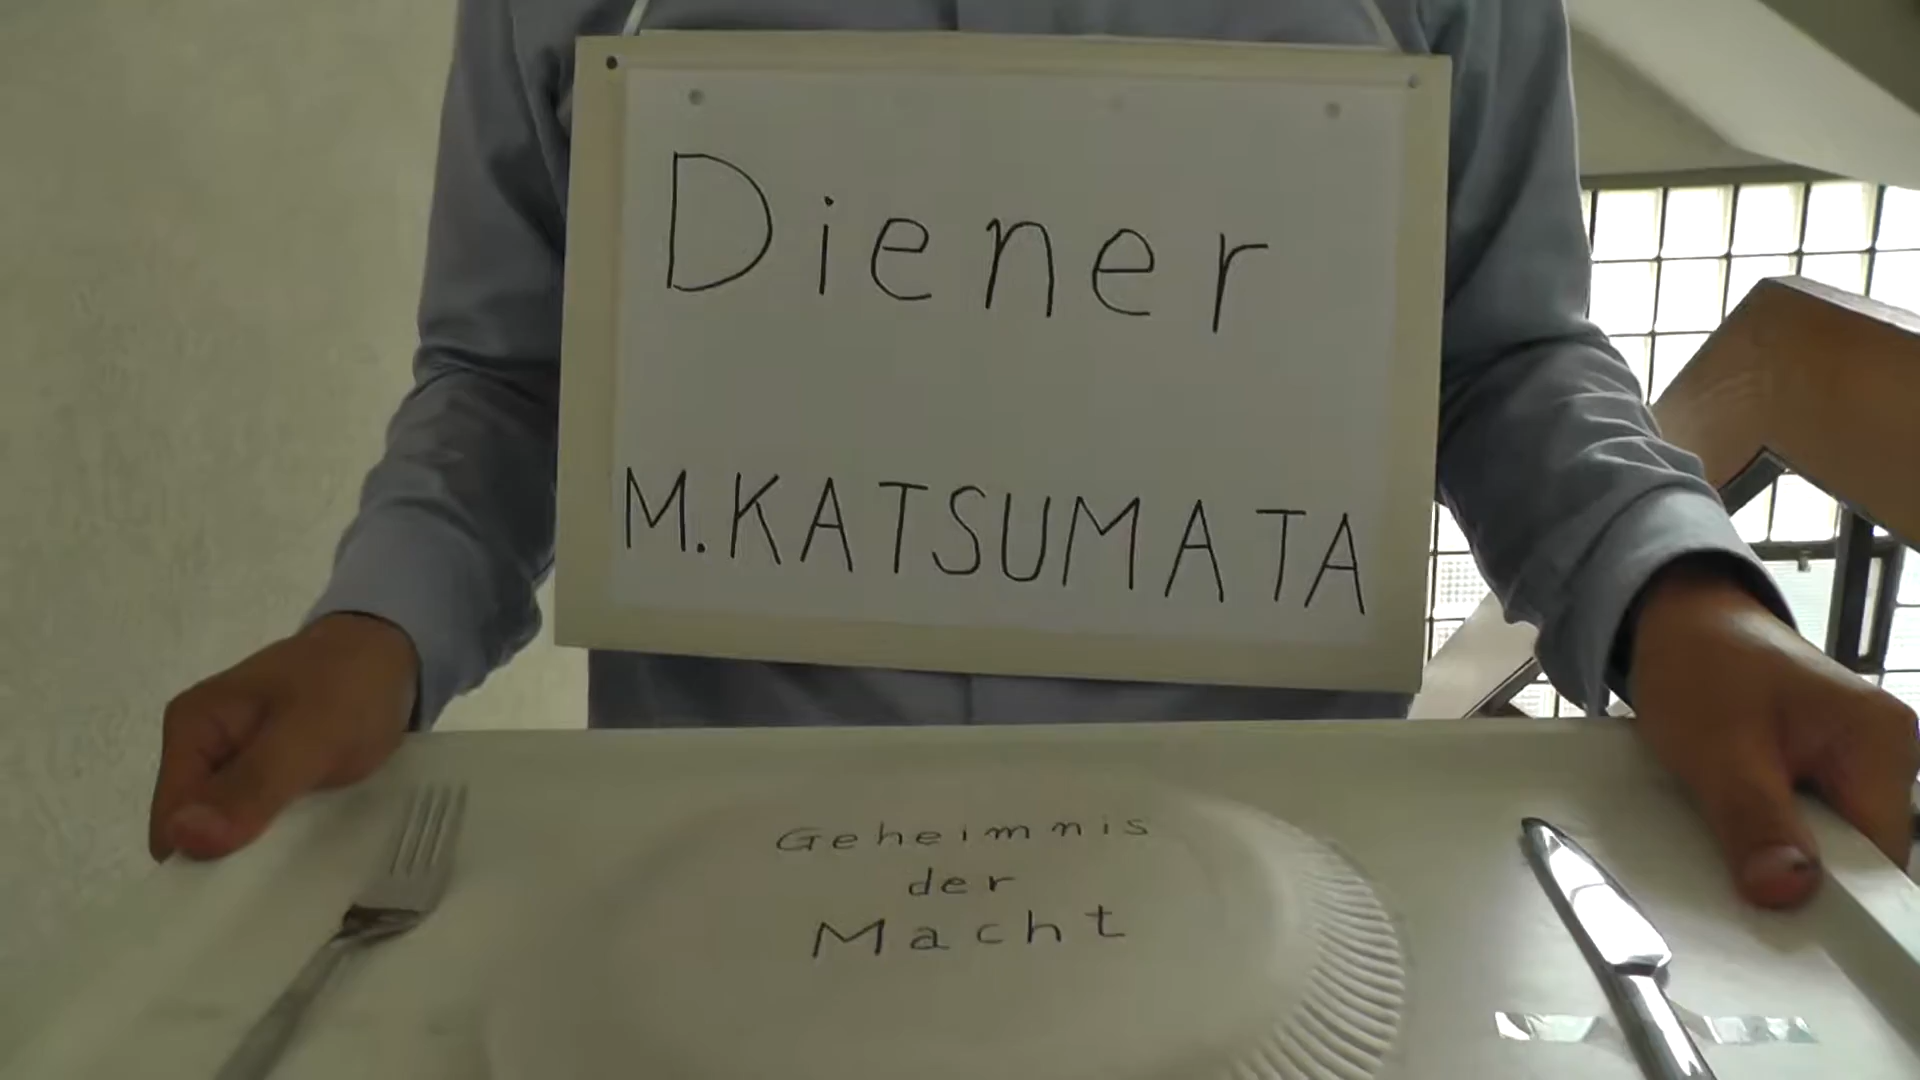 Diener
M. KATSUMATA
Geheimnis
der
Macht